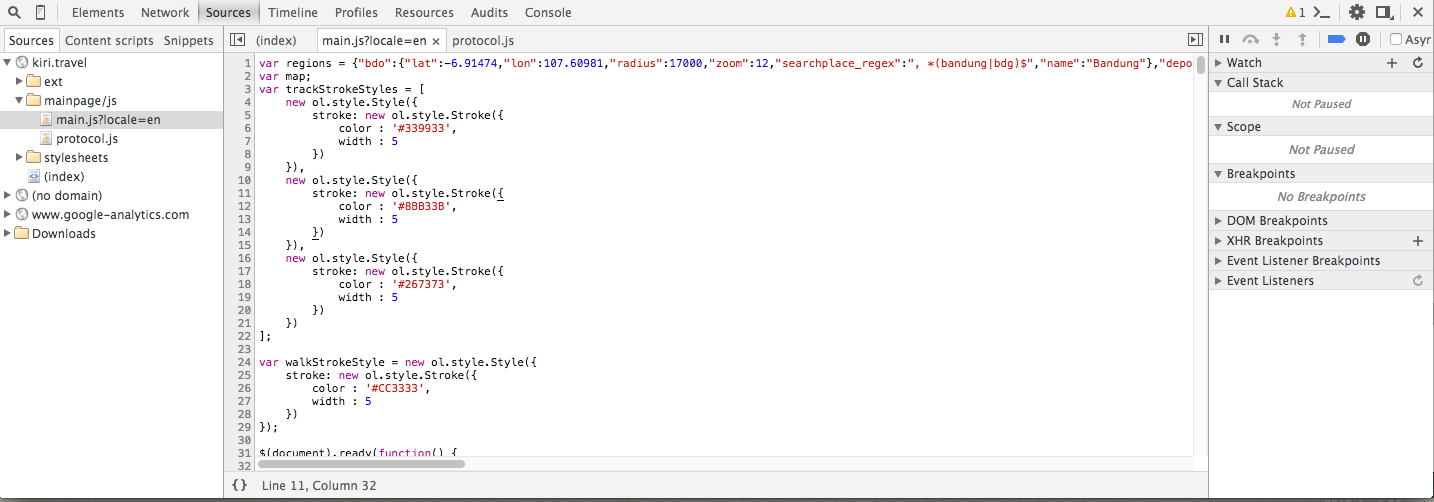 Elements Network Sources Timeline Profiles Resources Audits Console 1
Sources Content scripts Snippets
(index) main.js?locale=en × protocol.js
Asyr
kiri.travel
ext
mainpage/js
main.js?locale=en
protocol.js
stylesheets
(index)
(no domain)
www.google-analytics.com
Downloads
1 var regions = {"bdo":{"lat":-6.91474,"lon":107.60981,"radius":17000,"zoom":12,"searchplace_regex":", *(bandung|bdg)$","name":"Bandung"},"depo
2 var map;
3 var trackStrokeStyles = [
4 new ol.style.Style({
5 stroke: new ol.style.Stroke({
6 color : '#339933',
7 width : 5
8 })
9 }),
10 new ol.style.Style({
11 stroke: new ol.style.Stroke({
12 color : '#8BB33B',
13 width : 5
14 })
15 }),
16 new ol.style.Style({
17 stroke: new ol.style.Stroke({
18 color : '#267373',
19 width : 5
20 })
21 })
22 ];
23
24 var walkStrokeStyle = new ol.style.Style({
25 stroke: new ol.style.Stroke({
26 color : '#CC3333',
27 width : 5
28 })
29 });
30
31 $(document).ready(function() {
32
{} Line 11, Column 32
Watch
Call Stack
Not Paused
Scope
Not Paused
Breakpoints
No Breakpoints
DOM Breakpoints
XHR Breakpoints
Event Listener Breakpoints
Event Listeners